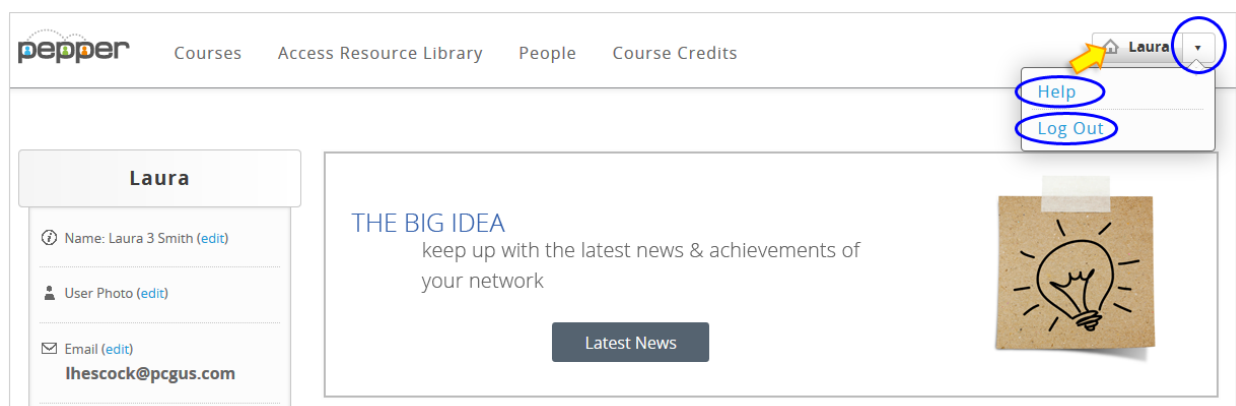 pepper
Courses Access Resource Library People Course Credits
Laura
Help
Log Out
Laura
Name: Laura 3 Smith (edit)
User Photo (edit)
Email (edit)
lhescock@pcgus.com
THE BIG IDEA
keep up with the latest news & achievements of
your network
Latest News